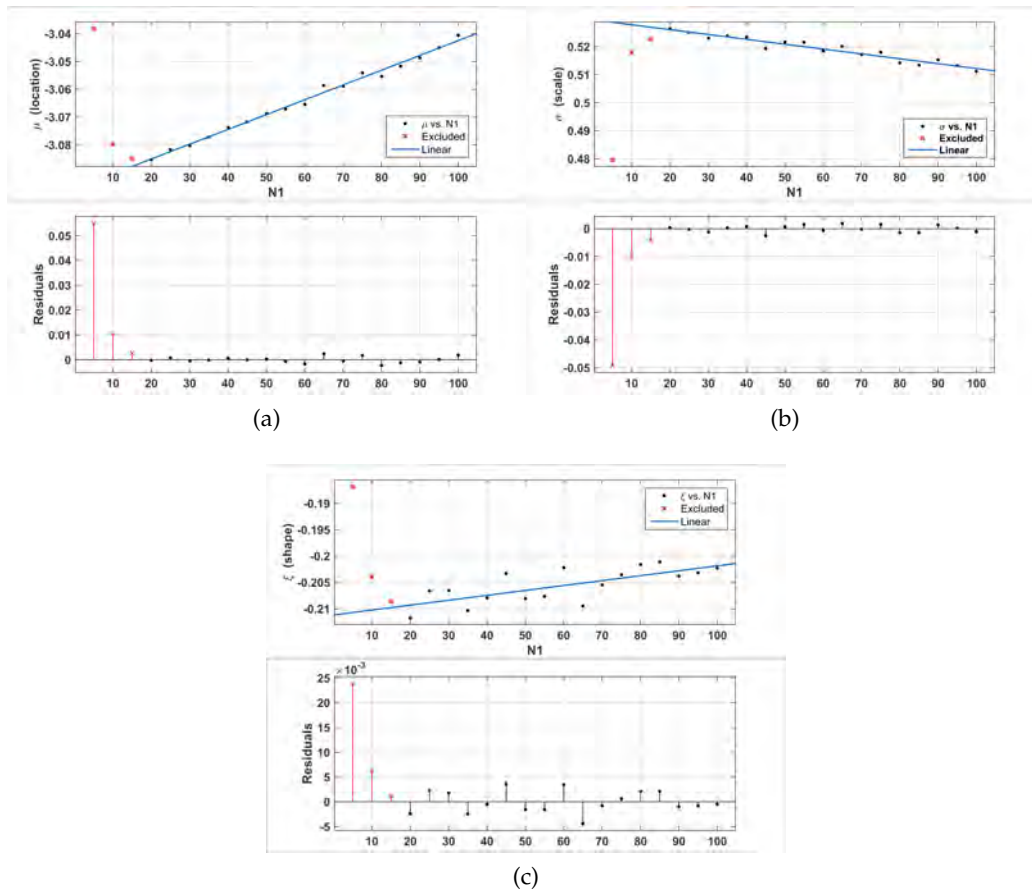 -3.04
-3.05
-3.06
-3.07
-3.08
μ (location)
μ vs. N1
Excluded
Linear
10 20 30 40 50 60 70 80 90 100
N1
0.05
0.04
0.03
0.02
0.01
0
Residuals
10 20 30 40 50 60 70 80 90 100
(a)
0.52
0.51
0.5
0.49
0.48
σ (scale)
σ vs. N1
Excluded
Linear
10 20 30 40 50 60 70 80 90 100
N1
0
-0.01
-0.02
-0.03
-0.04
-0.05
Residuals
10 20 30 40 50 60 70 80 90 100
(b)
-0.19
-0.195
-0.2
-0.205
-0.21
ξ (shape)
ξ vs. N1
Excluded
Linear
10 20 30 40 50 60 70 80 90 100
N1
×10⁻³
25
20
15
10
5
0
-5
Residuals
10 20 30 40 50 60 70 80 90 100
(c)